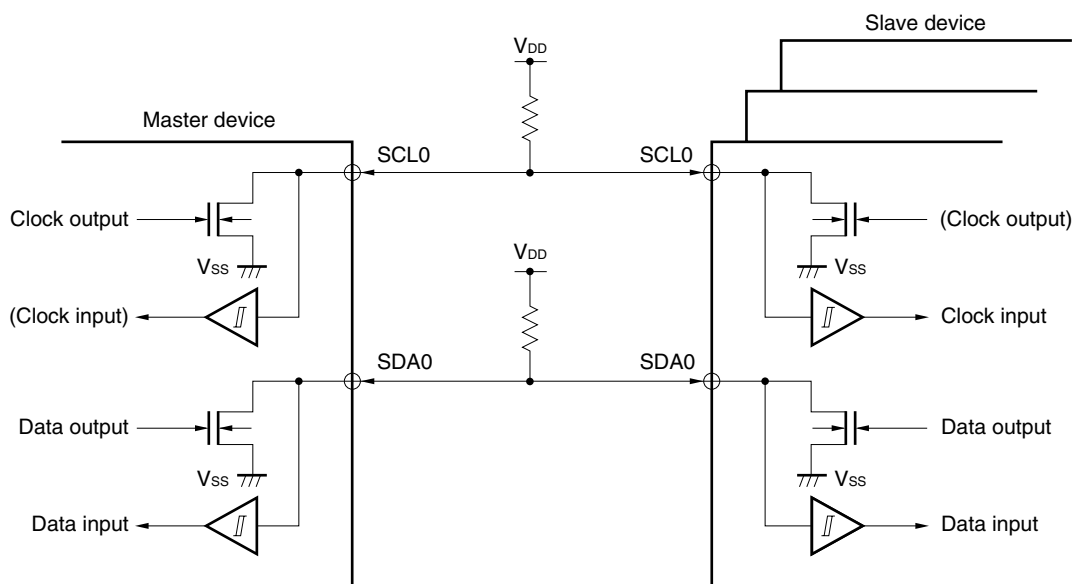 Slave device
VDD
Master device
SCL0 SCL0
Clock output (Clock output)
VSS VDD VSS
(Clock input) Clock input
SDA0 SDA0
Data output Data output
VSS VSS
Data input Data input